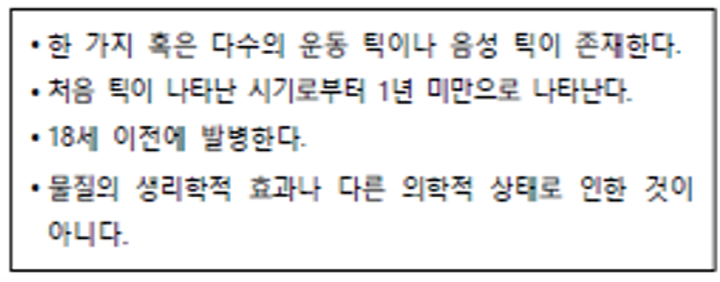 • 한 가지 혹은 다수의 운동 틱이나 음성 틱이 존재한다.
• 처음 틱이 나타난 시기로부터 1년 미만으로 나타난다.
• 18세 이전에 발병한다.
• 물질의 생리학적 효과나 다른 의학적 상태로 인한 것이
아니다.